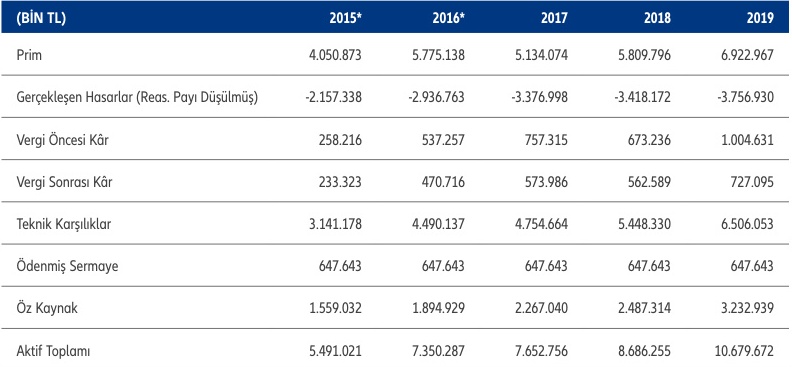 (BİN TL) 2015* 2016* 2017 2018 2019
Prim 4.050.873 5.775.138 5.134.074 5.809.796 6.922.967
Gerçekleşen Hasarlar (Reas. Payı Düşülmüş) -2.157.338 -2.936.763 -3.376.998 -3.418.172 -3.756.930
Vergi Öncesi Kâr 258.216 537.257 757.315 673.236 1.004.631
Vergi Sonrası Kâr 233.323 470.716 573.986 562.589 727.095
Teknik Karşılıklar 3.141.178 4.490.137 4.754.664 5.448.330 6.506.053
Ödenmiş Sermaye 647.643 647.643 647.643 647.643 647.643
Öz Kaynak 1.559.032 1.894.929 2.267.040 2.487.314 3.232.939
Aktif Toplamı 5.491.021 7.350.287 7.652.756 8.686.255 10.679.672